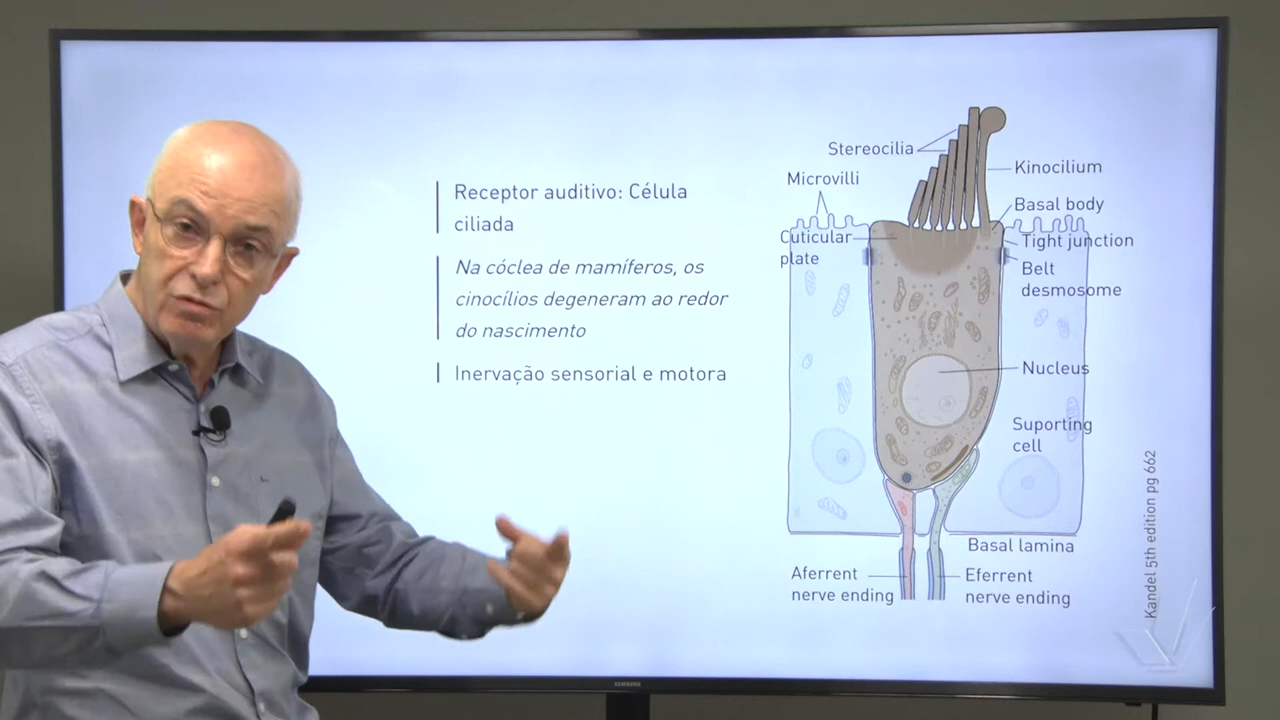 Receptor auditivo: Célula
ciliada
Na cóclea de mamíferos, os
cinocílios degeneram ao redor
do nascimento
Inervação sensorial e motora
Stereocilia
Microvilli
Kinocilium
Basal body
Cuticular
plate
Tight junction
Belt
desmosome
Nucleus
Suporting
cell
Basal lamina
Aferrent
nerve ending
Eferrent
nerve ending
Kandel 5th edition pg 662
SAMSUNG